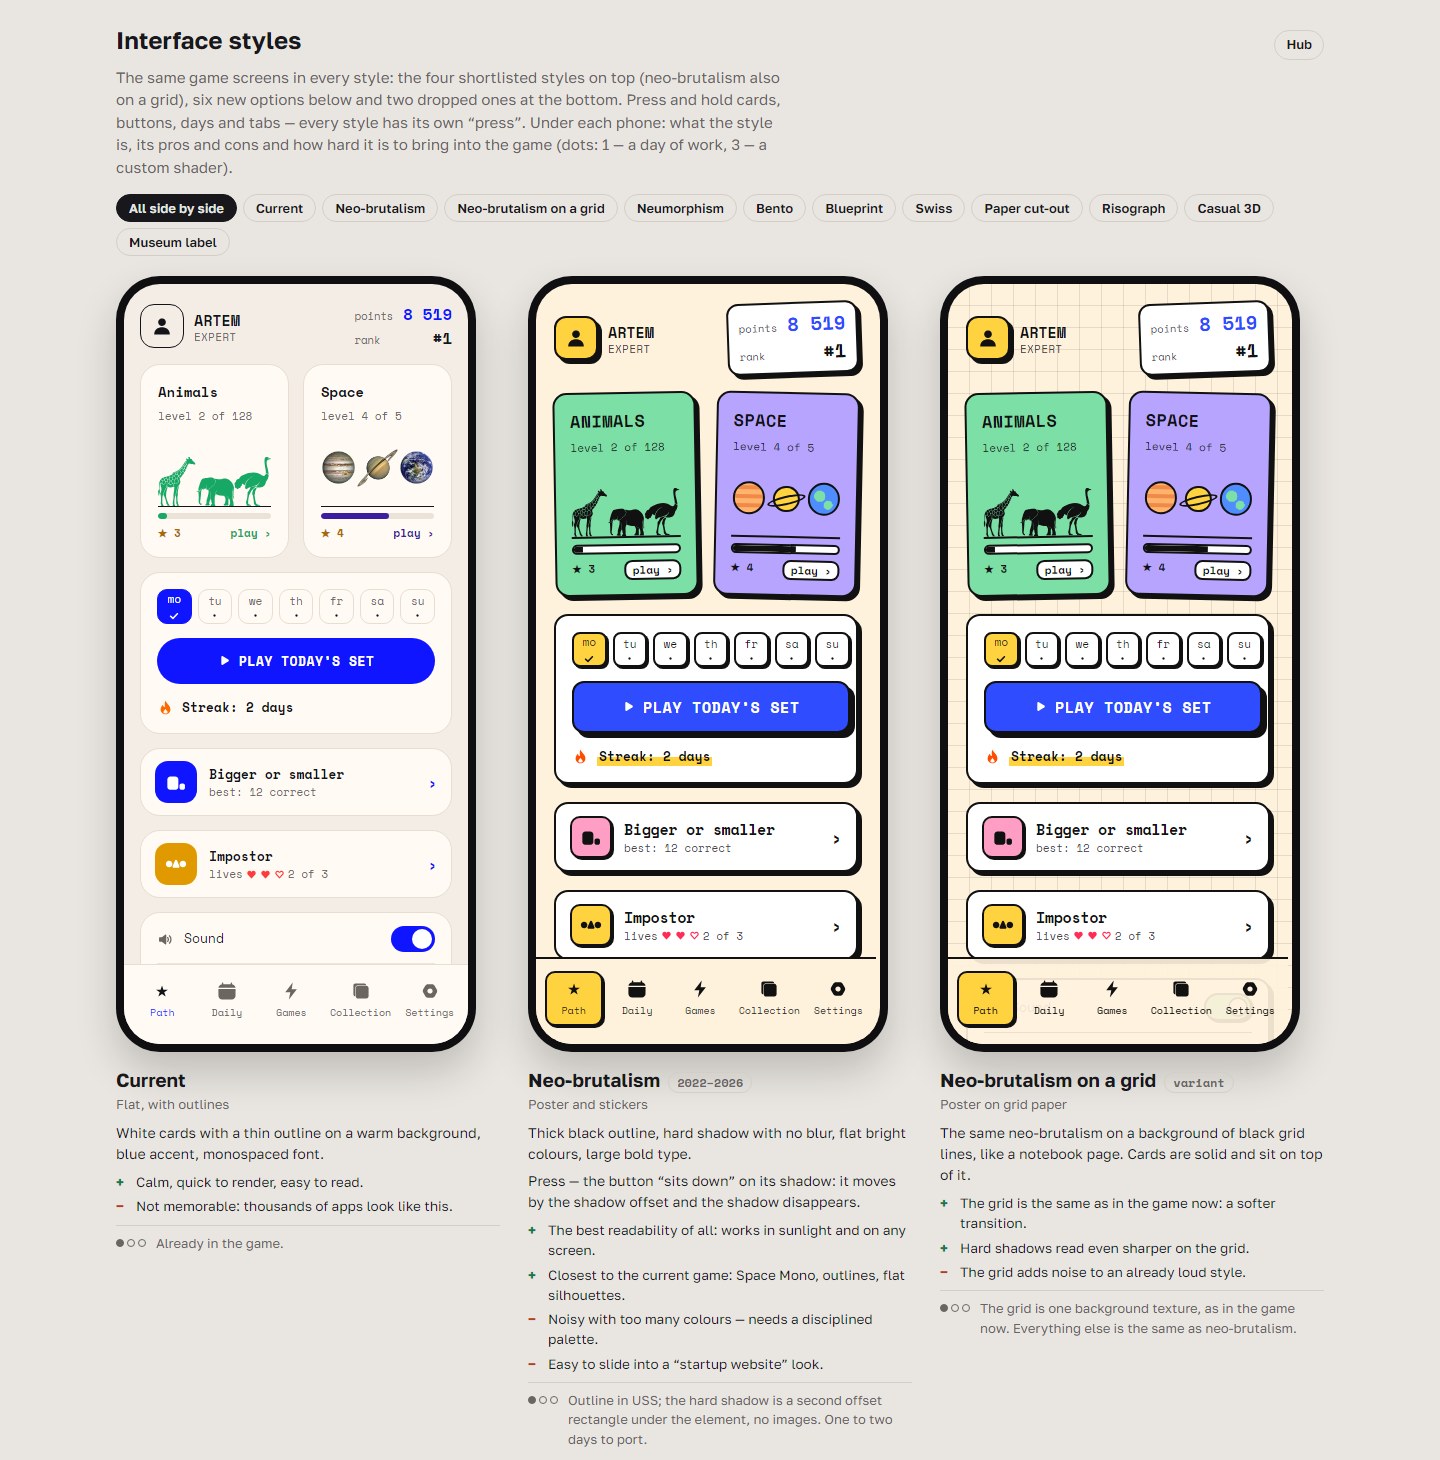 Interface styles
Hub
The same game screens in every style: the four shortlisted styles on top (neo-brutalism also
on a grid), six new options below and two dropped ones at the bottom. Press and hold cards,
buttons, days and tabs — every style has its own “press”. Under each phone: what the style
is, its pros and cons and how hard it is to bring into the game (dots: 1 — a day of work, 3 — a
custom shader).
All side by side
Current
Neo-brutalism
Neo-brutalism on a grid
Neumorphism
Bento
Blueprint
Swiss
Paper cut-out
Risograph
Casual 3D
Museum label
ARTEM
EXPERT
points 8 519
rank #1
Animals
level 2 of 128
★ 3 play ›
Space
level 4 of 5
★ 4 play ›
mo tu we th fr sa su
PLAY TODAY'S SET
Streak: 2 days
Bigger or smaller
best: 12 correct
›
Impostor
lives 2 of 3
›
Sound
Path Daily Games Collection Settings
ARTEM
EXPERT
points 8 519
rank #1
ANIMALS
level 2 of 128
★ 3 play ›
SPACE
level 4 of 5
★ 4 play ›
mo tu we th fr sa su
PLAY TODAY'S SET
Streak: 2 days
Bigger or smaller
best: 12 correct
›
Impostor
lives 2 of 3
›
Path Daily Games Collection Settings
ARTEM
EXPERT
points 8 519
rank #1
ANIMALS
level 2 of 128
★ 3 play ›
SPACE
level 4 of 5
★ 4 play ›
mo tu we th fr sa su
PLAY TODAY'S SET
Streak: 2 days
Bigger or smaller
best: 12 correct
›
Impostor
lives 2 of 3
›
Path Daily Games Collection Settings
Current
Flat, with outlines
White cards with a thin outline on a warm background,
blue accent, monospaced font.
+ Calm, quick to render, easy to read.
− Not memorable: thousands of apps look like this.
Already in the game.
Neo-brutalism 2022–2026
Poster and stickers
Thick black outline, hard shadow with no blur, flat bright
colours, large bold type.
Press — the button “sits down” on its shadow: it moves
by the shadow offset and the shadow disappears.
+ The best readability of all: works in sunlight and on any
screen.
+ Closest to the current game: Space Mono, outlines, flat
silhouettes.
− Noisy with too many colours — needs a disciplined
palette.
− Easy to slide into a “startup website” look.
Outline in USS; the hard shadow is a second offset
rectangle under the element, no images. One to two
days to port.
Neo-brutalism on a grid variant
Poster on grid paper
The same neo-brutalism on a background of black grid
lines, like a notebook page. Cards are solid and sit on top
of it.
+ The grid is the same as in the game now: a softer
transition.
+ Hard shadows read even sharper on the grid.
− The grid adds noise to an already loud style.
The grid is one background texture, as in the game
now. Everything else is the same as neo-brutalism.